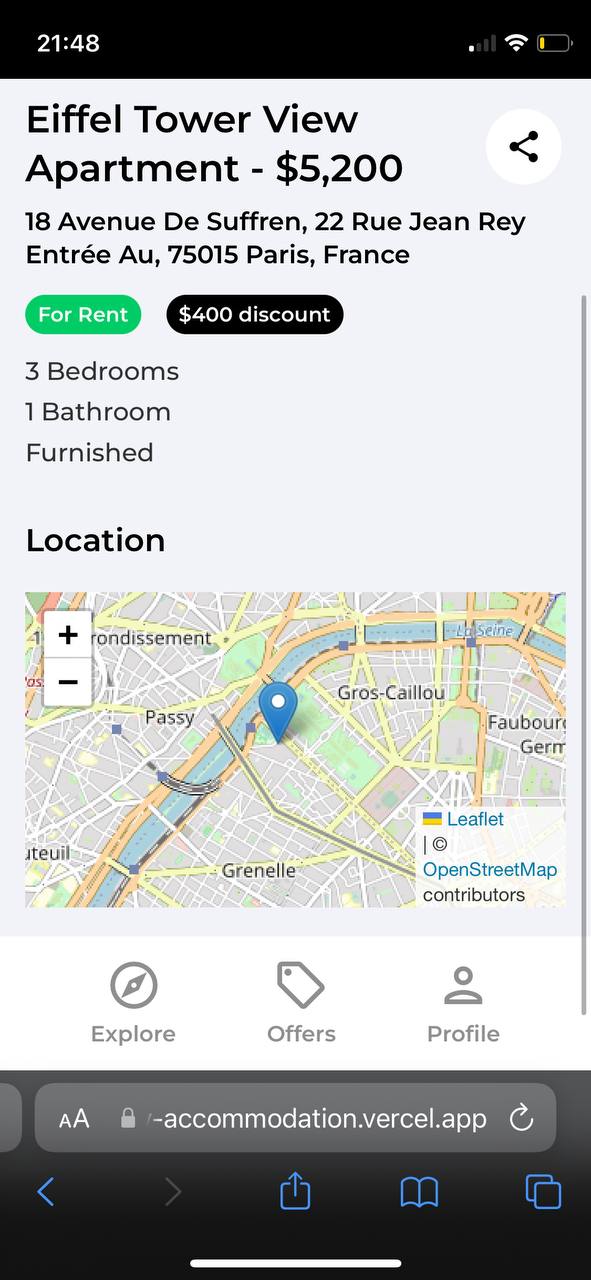 21:48
Eiffel Tower View
Apartment - $5,200
18 Avenue De Suffren, 22 Rue Jean Rey
Entrée Au, 75015 Paris, France
For Rent
$400 discount
3 Bedrooms
1 Bathroom
Furnished
Location
+
−
rondissement
La Seine
Gros-Caillou
Passy
Faubour
Germ
Leaflet
| ©
OpenStreetMap
contributors
uteuil
Grenelle
Explore
Offers
Profile
AA
-accommodation.vercel.app